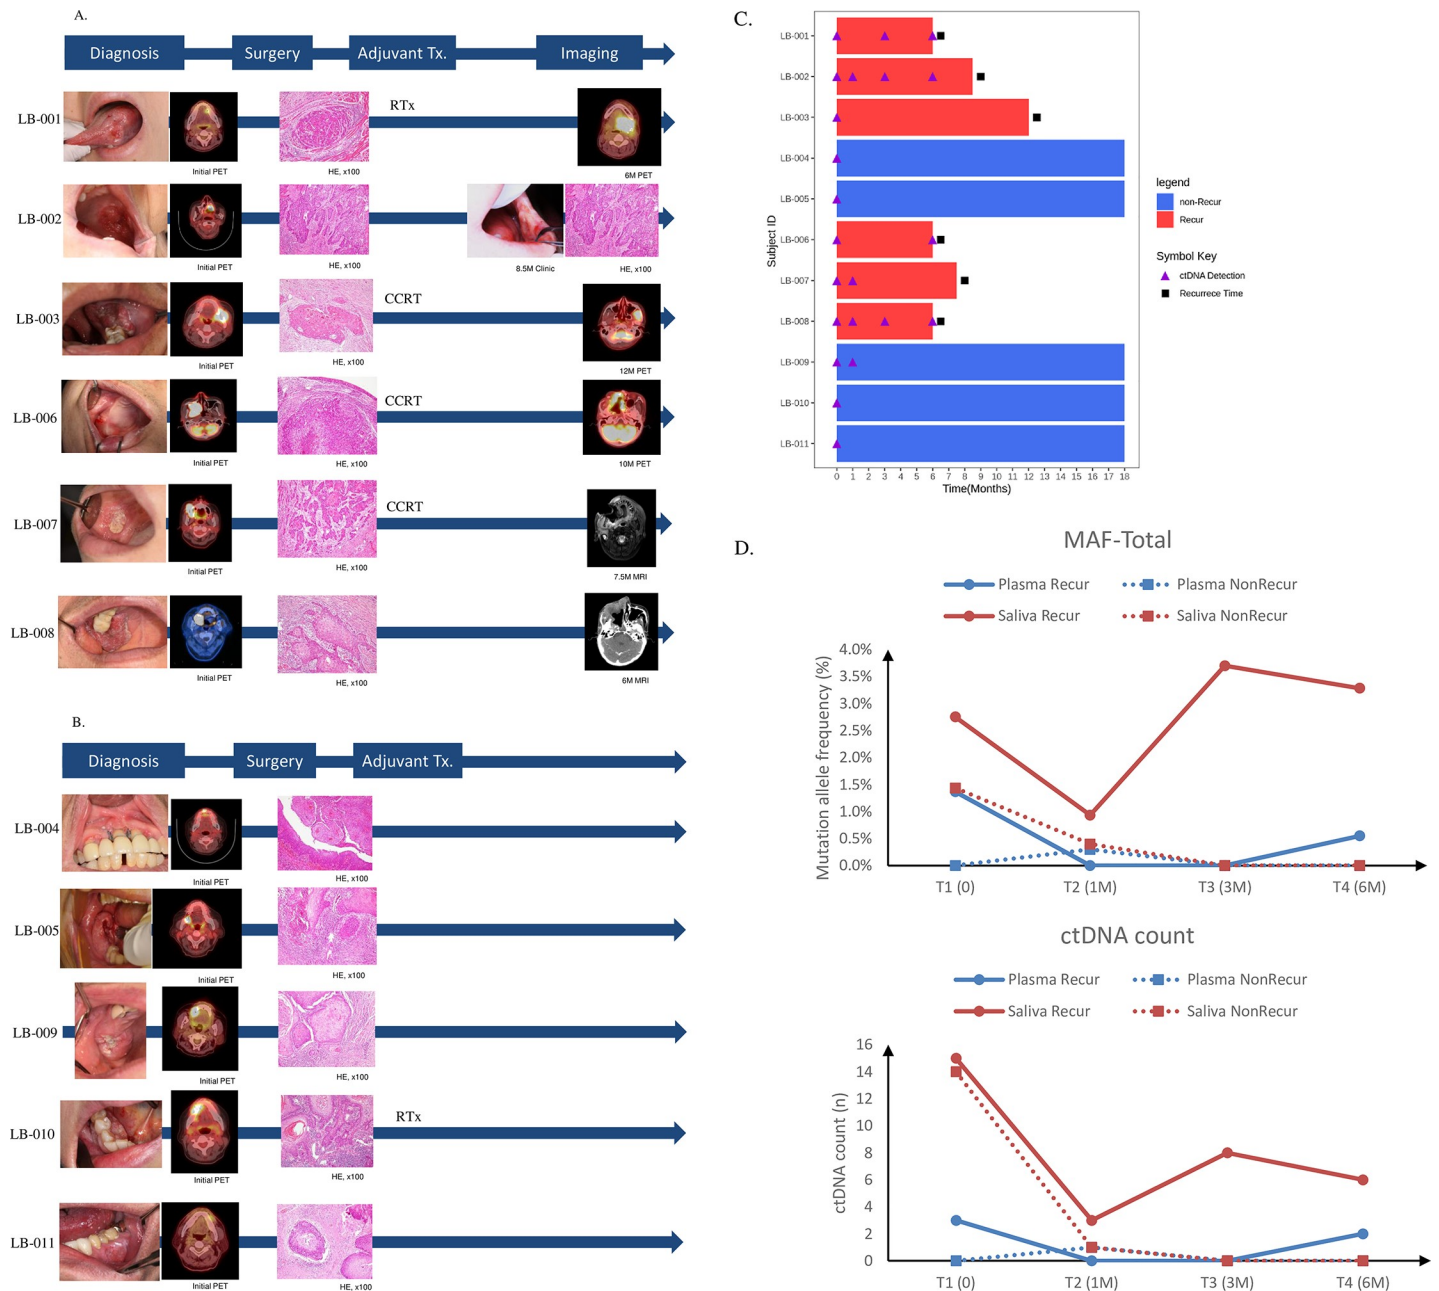 A.
Diagnosis Surgery Adjuvant Tx. Imaging
LB-001 RTx
Initial PET HE, x100 6M PET
LB-002
Initial PET HE, x100 8.5M Clinic HE, x100
LB-003 CCRT
Initial PET HE, x100 12M PET
LB-006 CCRT
Initial PET HE, x100 10M PET
LB-007 CCRT
Initial PET HE, x100 7.5M MRI
LB-008
Initial PET HE, x100 6M MRI
B.
Diagnosis Surgery Adjuvant Tx.
LB-004
Initial PET HE, x100
LB-005
Initial PET HE, x100
LB-009
Initial PET HE, x100
LB-010 RTx
Initial PET HE, x100
LB-011
Initial PET HE, x100
C.
Subject ID
LB-001
LB-002
LB-003
LB-004
LB-005
LB-006
LB-007
LB-008
LB-009
LB-010
LB-011
0 1 2 3 4 5 6 7 8 9 10 11 12 13 14 15 16 17 18
Time(Months)
legend
non-Recur
Recur
Symbol Key
ctDNA Detection
Recurrece Time
D.
MAF-Total
Plasma Recur Plasma NonRecur
Saliva Recur Saliva NonRecur
Mutation allele frequency (%)
4.0%
3.5%
3.0%
2.5%
2.0%
1.5%
1.0%
0.5%
0.0%
T1 (0) T2 (1M) T3 (3M) T4 (6M)
ctDNA count
Plasma Recur Plasma NonRecur
Saliva Recur Saliva NonRecur
ctDNA count (n)
16
14
12
10
8
6
4
2
0
T1 (0) T2 (1M) T3 (3M) T4 (6M)